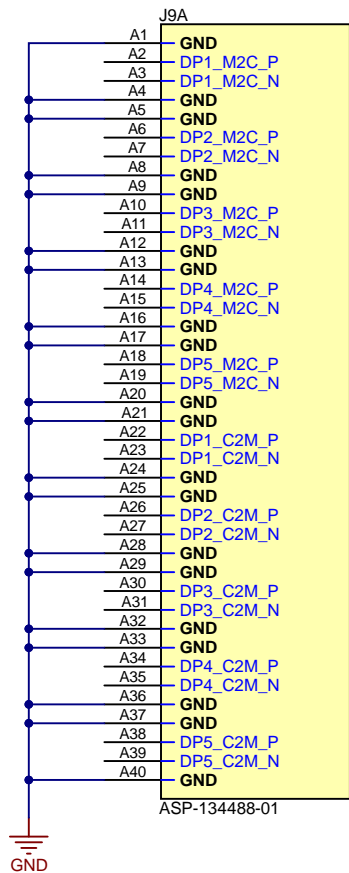 J9A
A1 GND
A2 DP1_M2C_P
A3 DP1_M2C_N
A4 GND
A5 GND
A6 DP2_M2C_P
A7 DP2_M2C_N
A8 GND
A9 GND
A10 DP3_M2C_P
A11 DP3_M2C_N
A12 GND
A13 GND
A14 DP4_M2C_P
A15 DP4_M2C_N
A16 GND
A17 GND
A18 DP5_M2C_P
A19 DP5_M2C_N
A20 GND
A21 GND
A22 DP1_C2M_P
A23 DP1_C2M_N
A24 GND
A25 GND
A26 DP2_C2M_P
A27 DP2_C2M_N
A28 GND
A29 GND
A30 DP3_C2M_P
A31 DP3_C2M_N
A32 GND
A33 GND
A34 DP4_C2M_P
A35 DP4_C2M_N
A36 GND
A37 GND
A38 DP5_C2M_P
A39 DP5_C2M_N
A40 GND
ASP-134488-01
GND